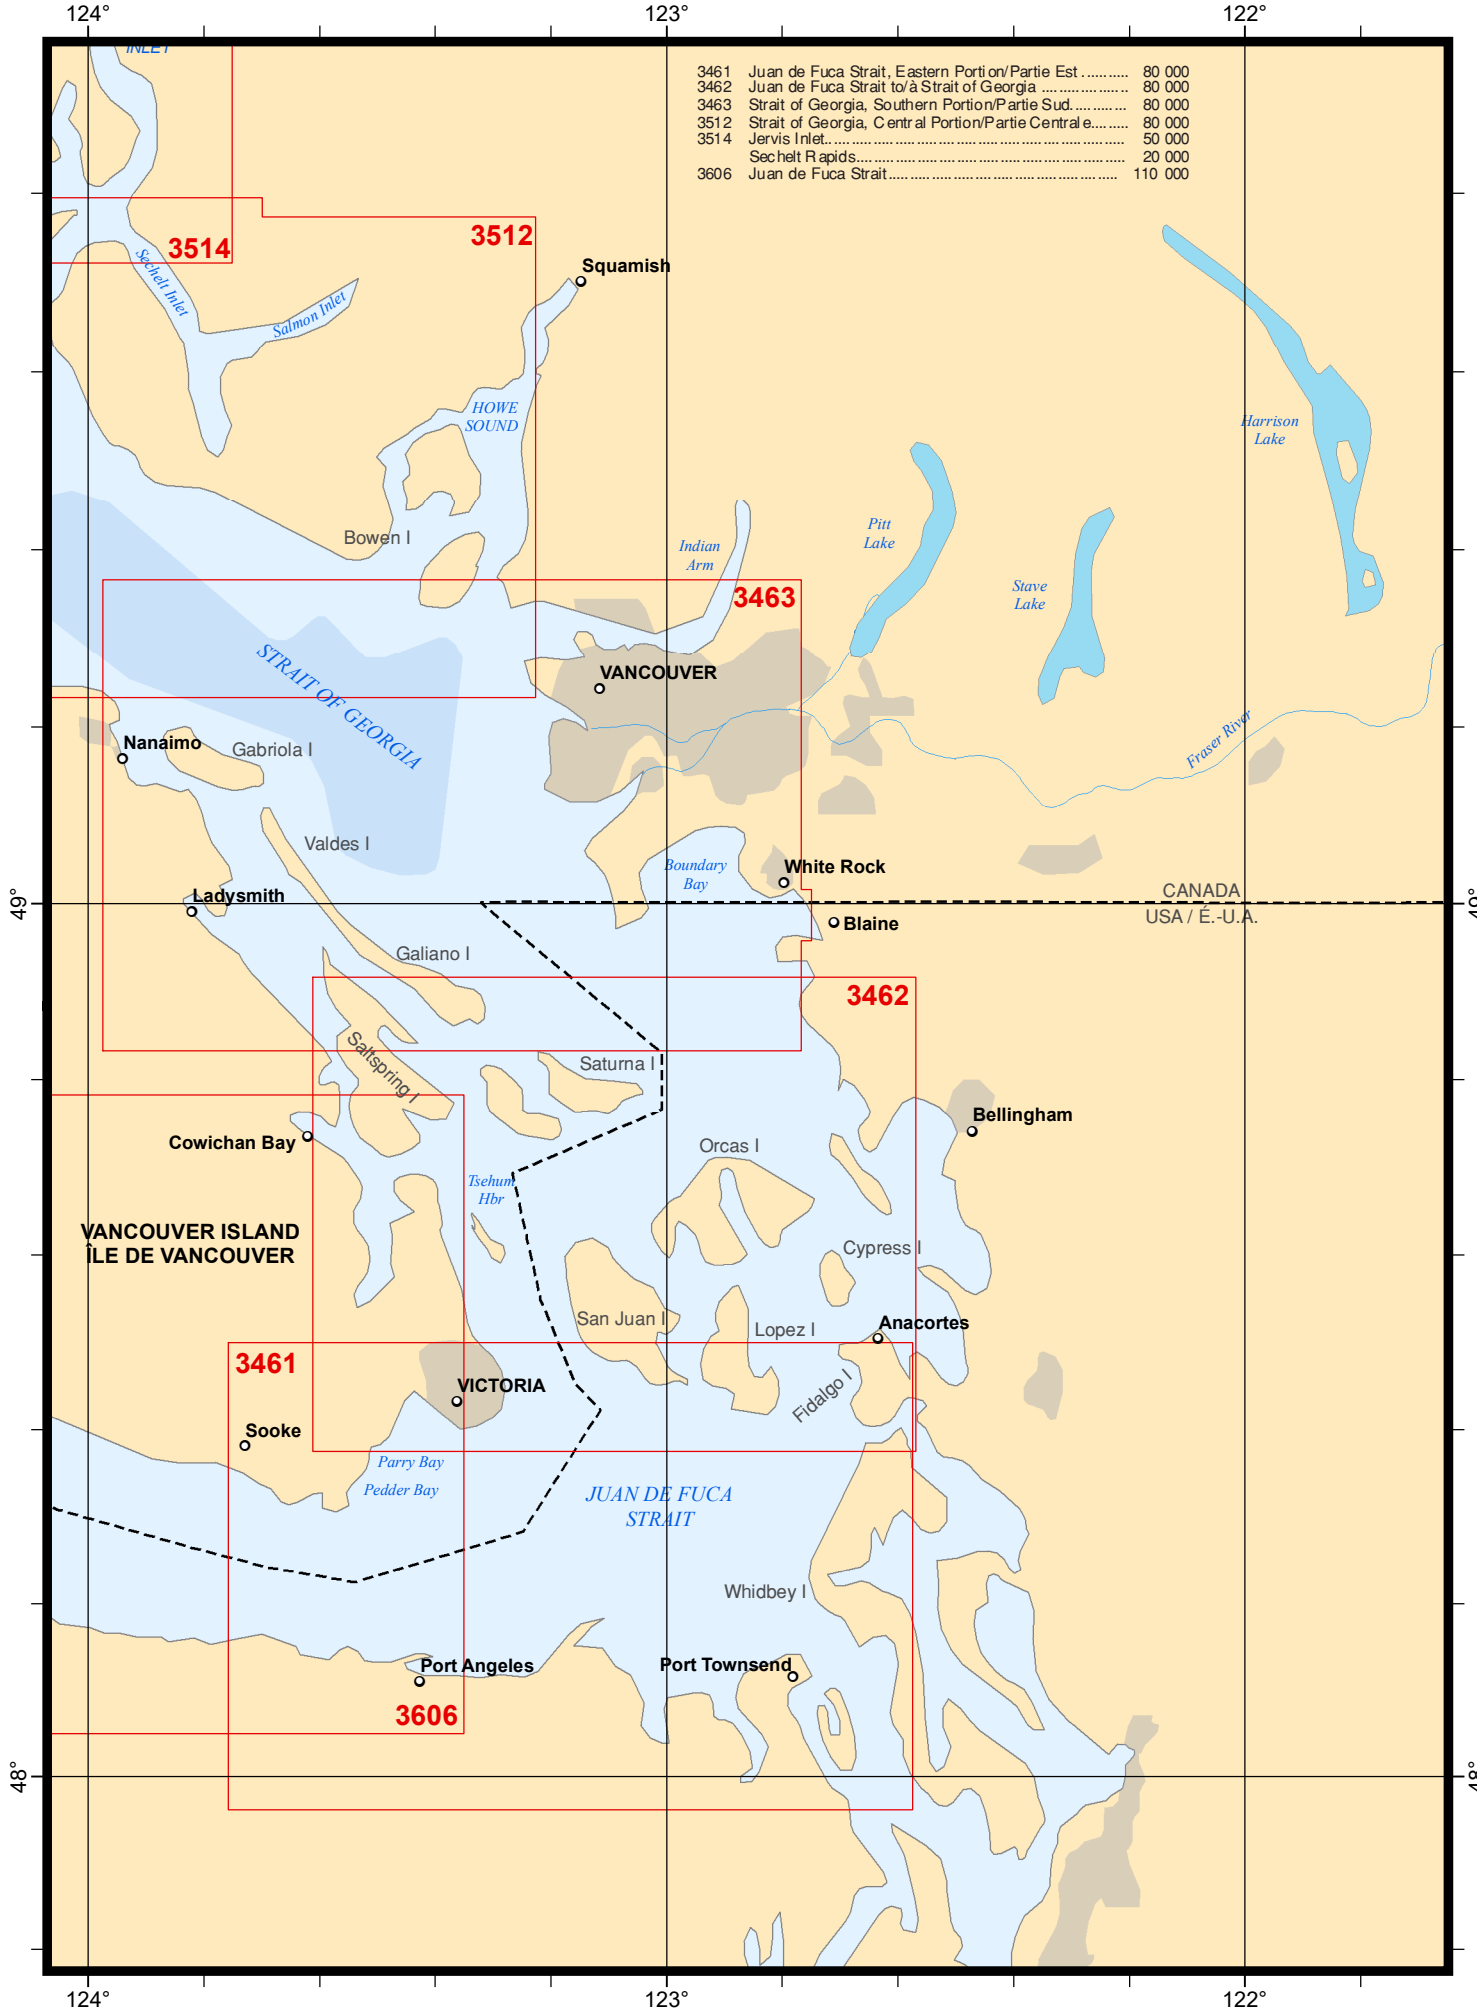 124°
123°
122°
INLET
3461 Juan de Fuca Strait, Eastern Portion/Partie Est .......... 80 000
3462 Juan de Fuca Strait to/à Strait of Georgia .................. 80 000
3463 Strait of Georgia, Southern Portion/Partie Sud............ 80 000
3512 Strait of Georgia, Central Portion/Partie Centrale........ 80 000
3514 Jervis Inlet............................................................. 50 000
Sechelt Rapids...................................................... 20 000
3606 Juan de Fuca Strait.............................................. 110 000
3514
3512
Squamish
Sechelt Inlet
Salmon Inlet
HOWE
SOUND
Harrison
Lake
Bowen I
Pitt
Lake
Indian
Arm
Stave
Lake
3463
STRAIT OF GEORGIA
VANCOUVER
Nanaimo
Gabriola I
Fraser River
Valdes I
Boundary
Bay
White Rock
Ladysmith
CANADA
49°
49°
USA / É.-U.A.
Blaine
Galiano I
3462
Saltspring I
Saturna I
Bellingham
Cowichan Bay
Orcas I
Tsehum
Hbr
VANCOUVER ISLAND
ÎLE DE VANCOUVER
Cypress I
San Juan I
Lopez I
Anacortes
3461
Fidalgo I
VICTORIA
Sooke
Parry Bay
Pedder Bay
JUAN DE FUCA
STRAIT
Whidbey I
Port Angeles
Port Townsend
3606
48°
48°
124°
123°
122°